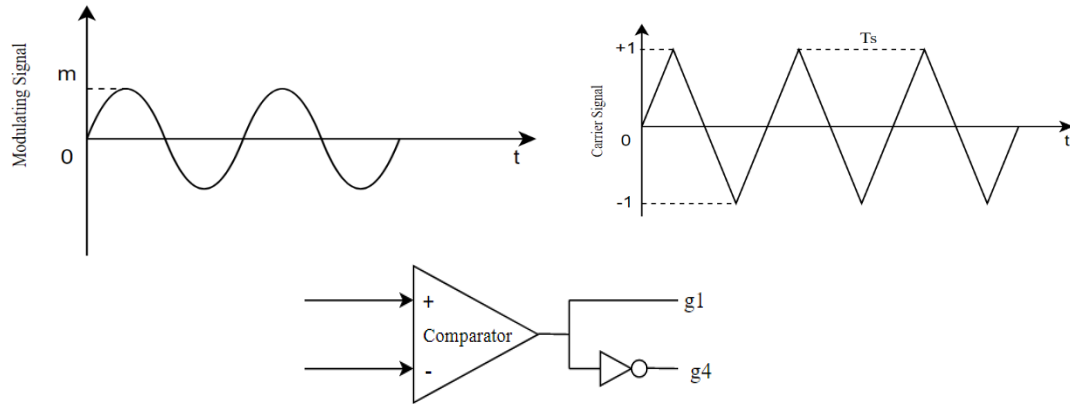 Modulating Signal
m
0
t
Carrier Signal
+1
Ts
0
t
-1
+
Comparator
-
g1
g4